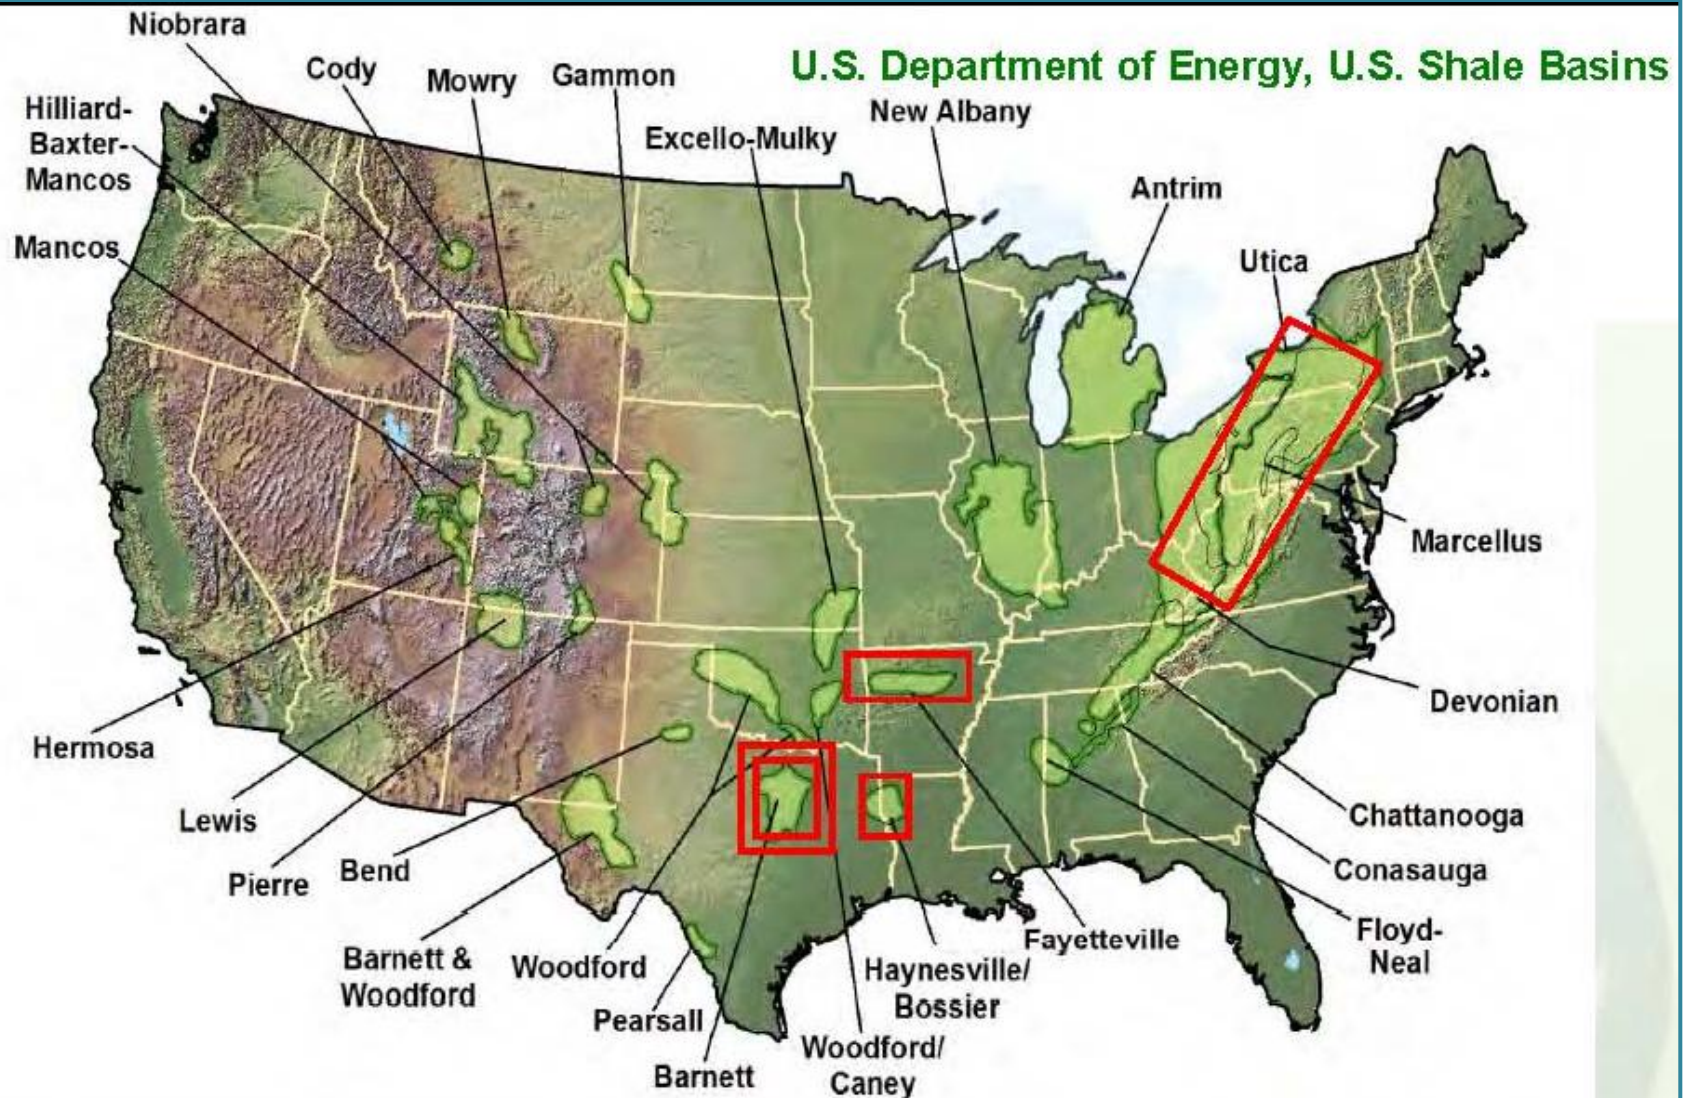 Niobrara
U.S. Department of Energy, U.S. Shale Basins
Cody
Mowry
Gammon
Hilliard-
Baxter-
Mancos
New Albany
Excello-Mulky
Antrim
Mancos
Utica
Marcellus
Devonian
Hermosa
Lewis
Chattanooga
Pierre
Bend
Conasauga
Barnett &
Woodford
Woodford
Fayetteville
Floyd-
Neal
Haynesville/
Bossier
Pearsall
Barnett
Woodford/
Caney